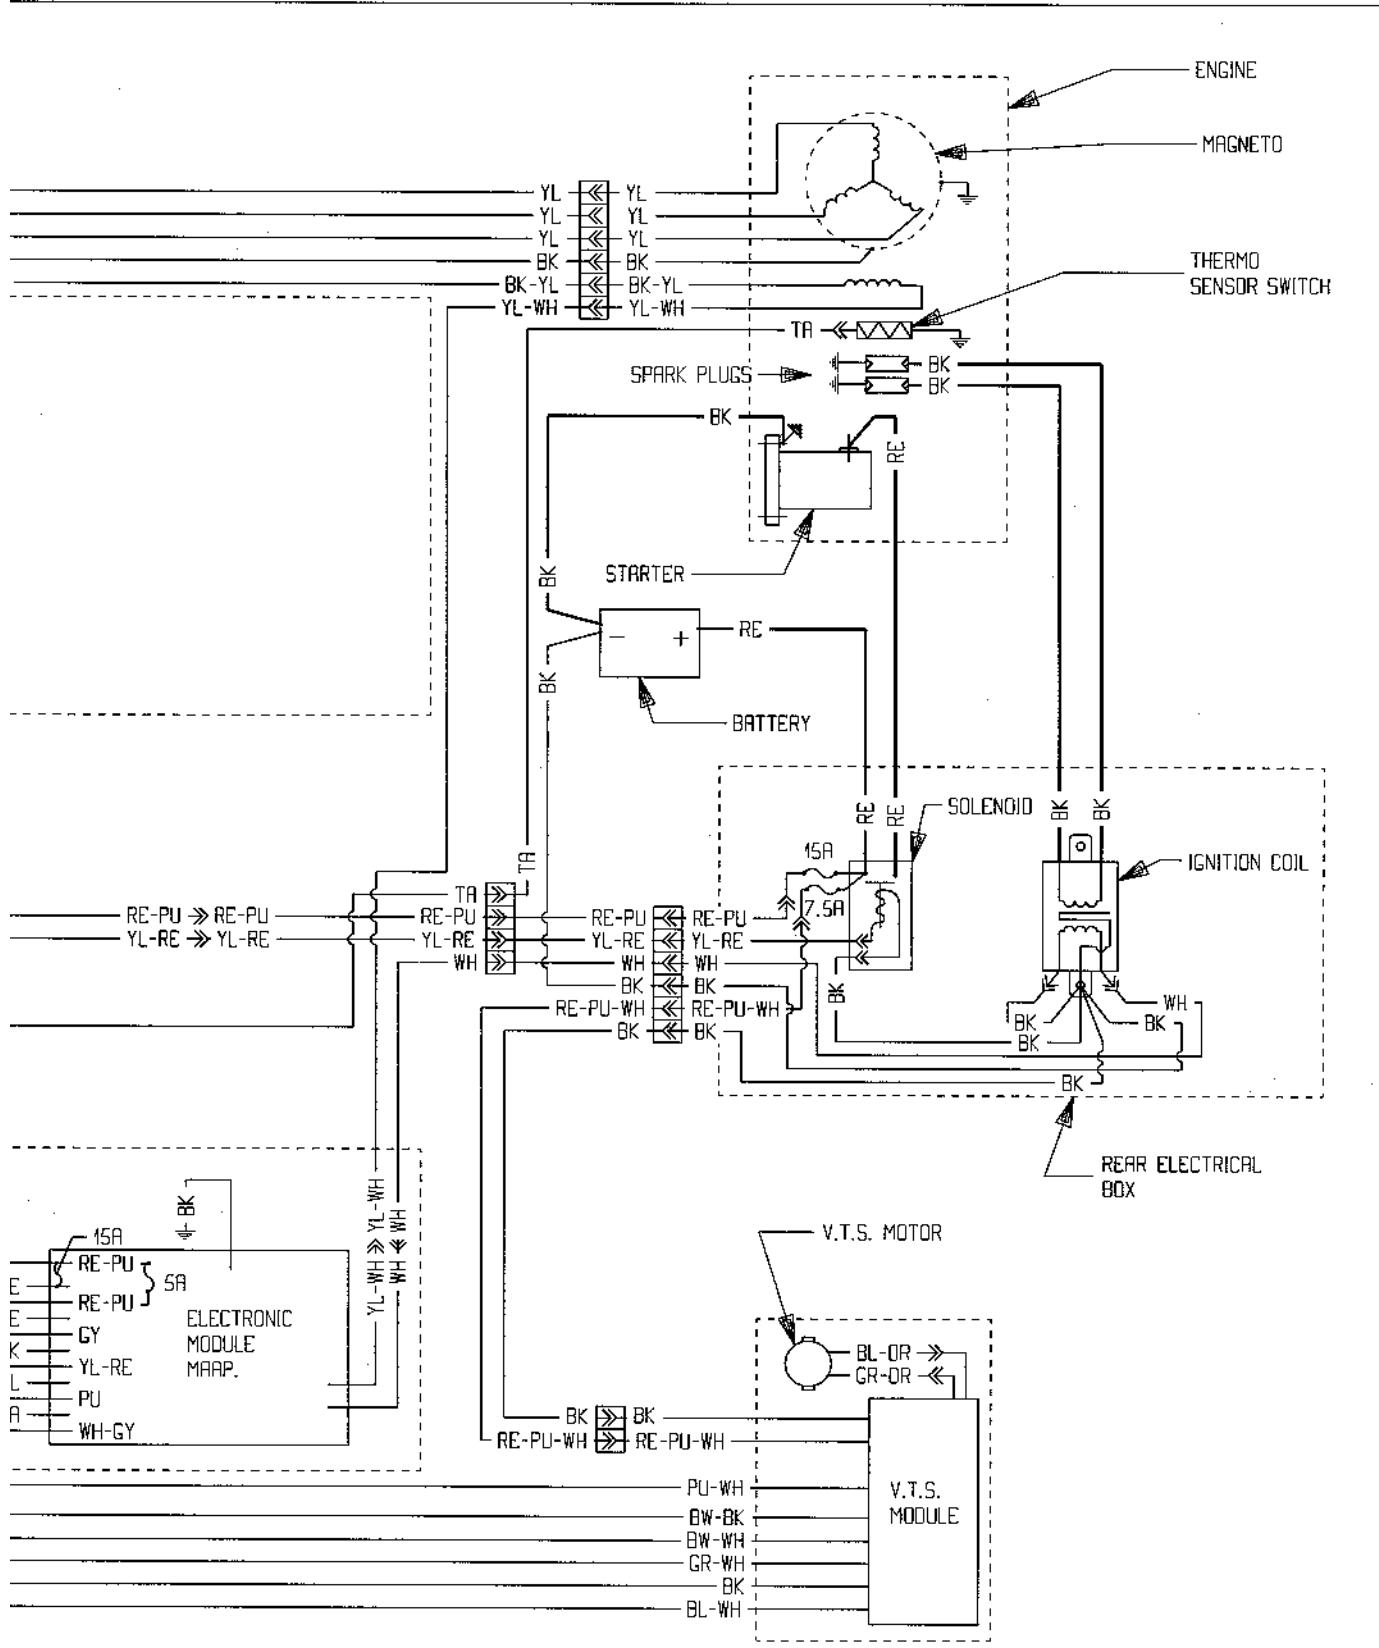 ENGINE
MAGNETO
YL YL
YL YL
YL YL
BK BK
BK-YL BK-YL
YL-WH YL-WH
THERMO
SENSOR SWITCH
TA
BK
SPARK PLUGS
BK
BK
RE
STARTER
BK
RE
BK
BATTERY
SOLENOID
RE
RE
BK
BK
15A
IGNITION COIL
TA
TA
7.5A
RE-PU RE-PU RE-PU RE-PU RE-PU
YL-RE YL-RE YL-RE YL-RE YL-RE
WH WH WH
BK BK
BK
RE-PU-WH RE-PU-WH
WH
BK BK
BK BK
BK
BK
REAR ELECTRICAL
BOX
BK
YL-WH
WH
YL-WH
WH
15A
V.T.S. MOTOR
RE-PU
E
5A
RE-PU
E
GY
K
YL-RE
L
PU
A
WH-GY
ELECTRONIC
MODULE
MAAP.
BL-OR
GR-OR
BK BK
RE-PU-WH RE-PU-WH
PU-WH
BW-BK
BW-WH
GR-WH
BK
BL-WH
V.T.S.
MODULE